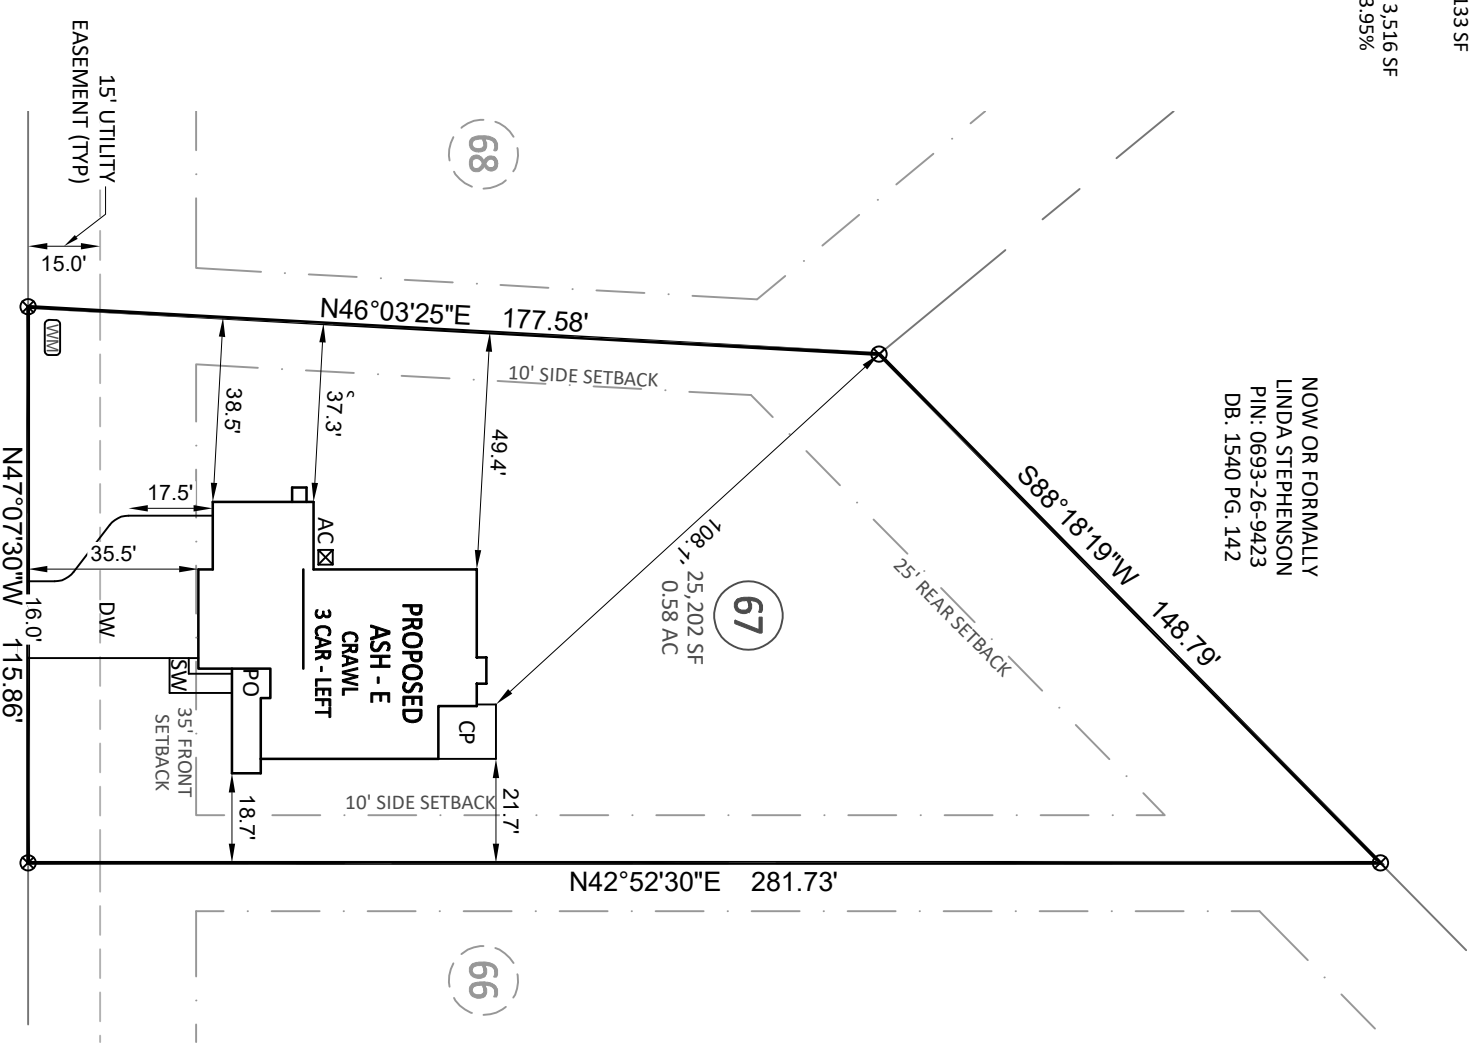 133 SF
3,516 SF
3.95%
15' UTILITY
EASEMENT (TYP)
15.0'
68
NOW OR FORMALLY
LINDA STEPHENSON
PIN: 0693-26-9423
DB. 1540 PG. 142
N46°03'25"E 177.58'
WM
10' SIDE SETBACK
38.5'
37.3'
49.4'
S88°18'19"W 148.79'
17.5'
35.5'
AC
108.1'
25' REAR SETBACK
67
25,202 SF
0.58 AC
N47°07'30"W 115.86'
16.0'
DW
SW
PO
PROPOSED
ASH - E
CRAWL
3 CAR - LEFT
CP
35' FRONT
SETBACK
10' SIDE SETBACK
18.7'
21.7'
N42°52'30"E 281.73'
66